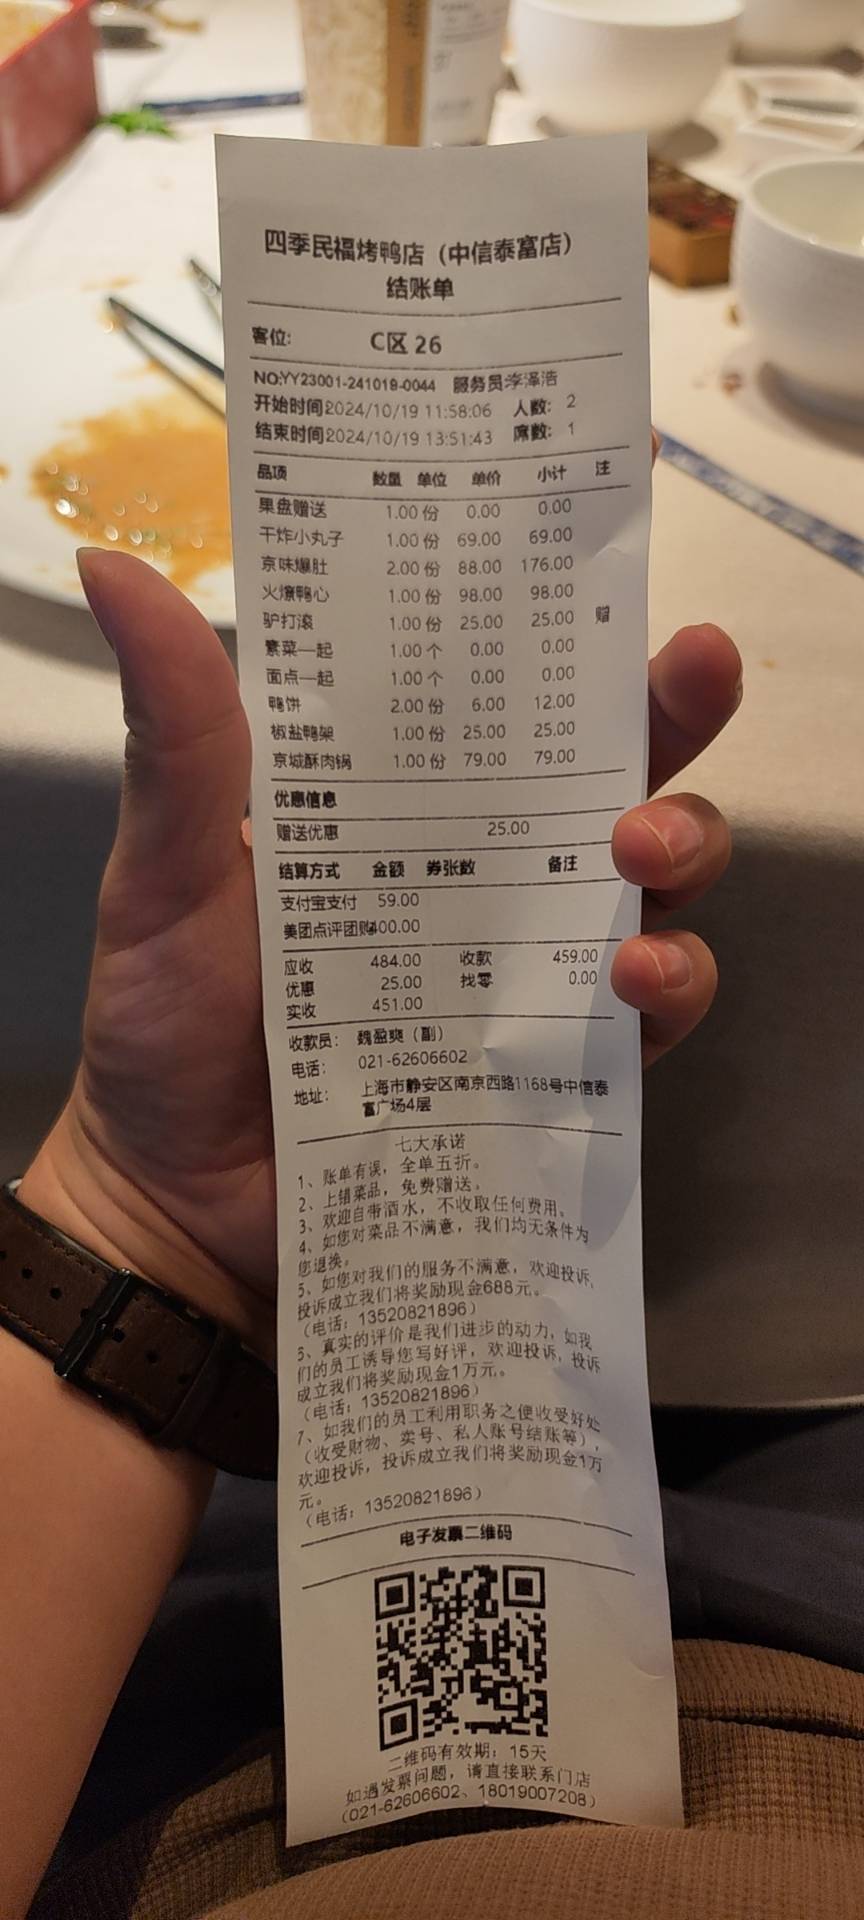 四季民福烤鸭店（中信泰富店）
结账单
客位: C区 26
NO:YY23001-241019-0044 服务员:李泽浩
开始时间2024/10/19 11:58:06 人数: 2
结束时间2024/10/19 13:51:43 席数: 1
品项 数量 单位 单价 小计 注
果盘赠送 1.00 份 0.00 0.00
干炸小丸子 1.00 份 69.00 69.00
京味爆肚 2.00 份 88.00 176.00
火燎鸭心 1.00 份 98.00 98.00
驴打滚 1.00 份 25.00 25.00 赠
素菜一起 1.00 个 0.00 0.00
面点一起 1.00 个 0.00 0.00
鸭饼 2.00 份 6.00 12.00
椒盐鸭架 1.00 份 25.00 25.00
京城酥肉锅 1.00 份 79.00 79.00
优惠信息
赠送优惠 25.00
结算方式 金额 券张数 备注
支付宝支付 59.00
美团点评团购400.00
应收 484.00 收款 459.00
优惠 25.00 找零 0.00
实收 451.00
收款员: 魏盈爽（副）
电话: 021-62606602
地址: 上海市静安区南京西路1168号中信泰
富广场4层
七大承诺
1、账单有误，全单五折。
2、上错菜品，免费赠送。
3、欢迎自带酒水，不收取任何费用。
4、如您对菜品不满意，我们均无条件为
您退换。
5、如您对我们的服务不满意，欢迎投诉,
投诉成立我们将奖励现金688元。
（电话：13520821896）
6、真实的评价是我们进步的动力，如我
们的员工诱导您写好评，欢迎投诉，投诉
成立我们将奖励现金1万元。
（电话：13520821896）
7、如我们的员工利用职务之便收受好处
（收受财物、卖号、私人账号结账等），
欢迎投诉，投诉成立我们将奖励现金1万
元。
（电话：13520821896）
电子发票二维码
二维码有效期：15天
如遇发票问题，请直接联系门店
（021-62606602、18019007208）